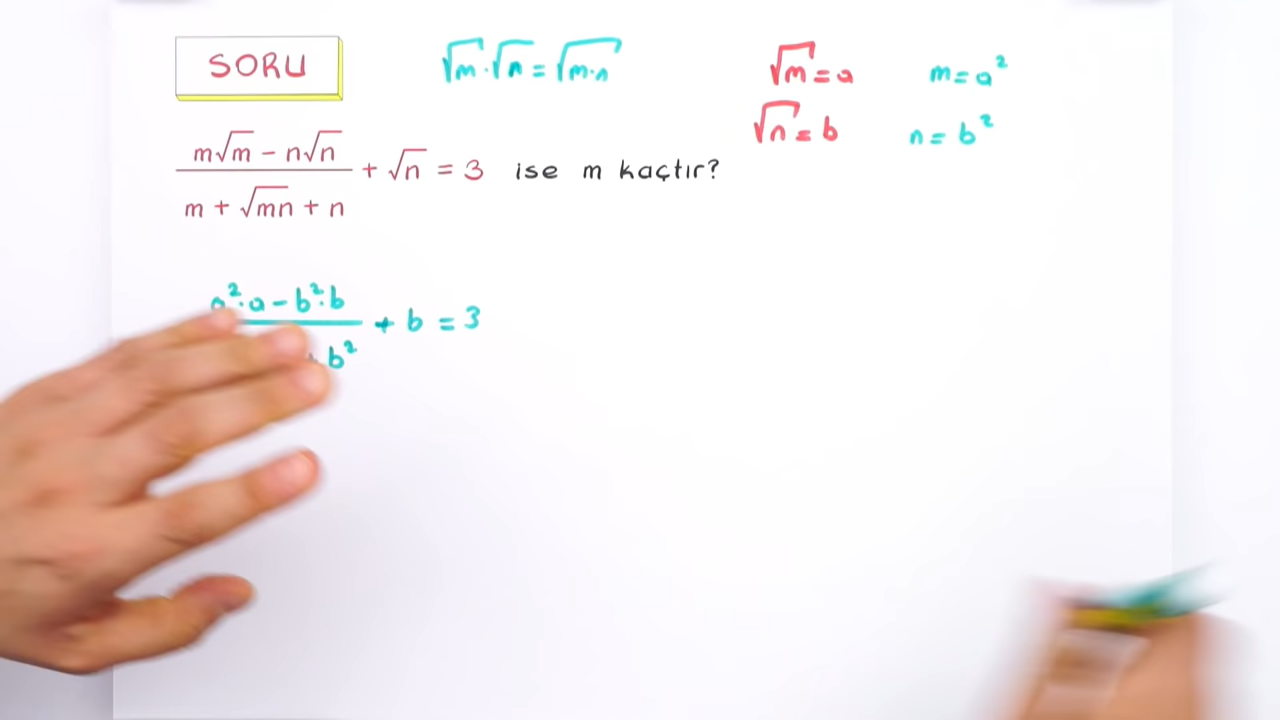 SORU
√m·√n = √m·n
√m = a
m = a²
√n = b
n = b²
m√m − n√n
m + √mn + n
+ √n = 3 ise m kaçtır?
a²·a − b²·b
+ b²
+ b = 3